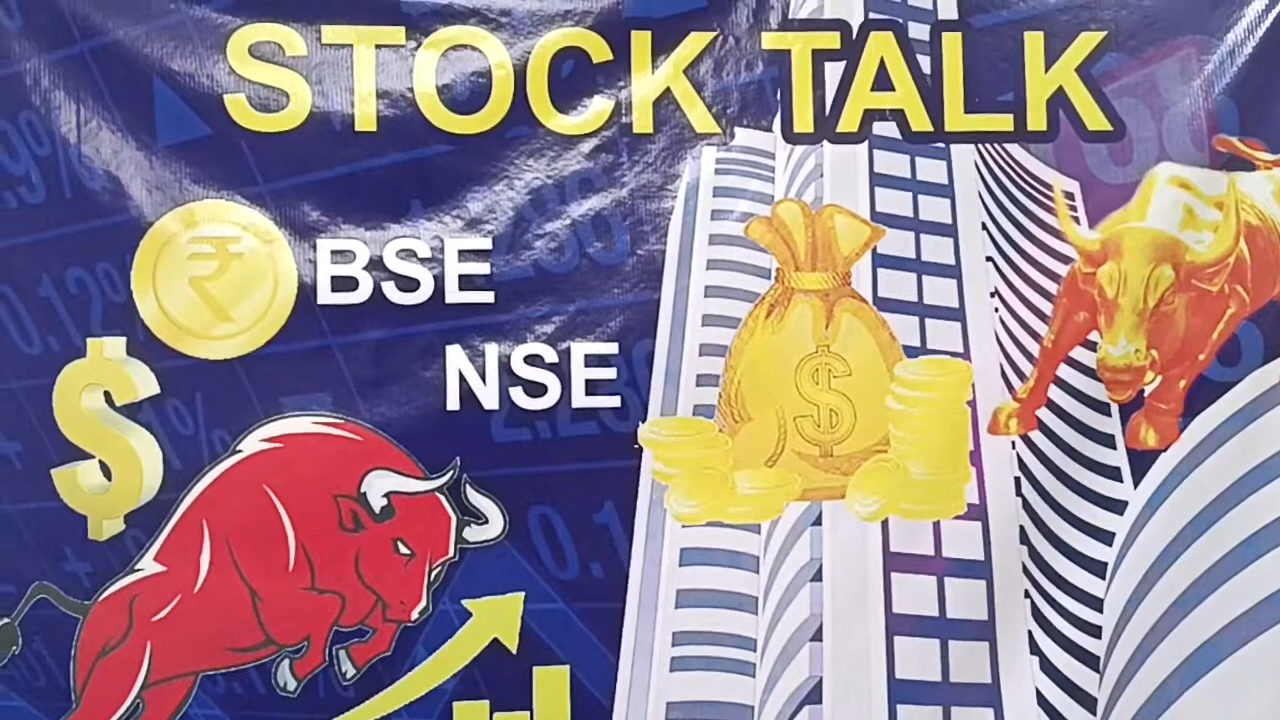 STOCK TALK
₹ BSE
NSE
$
$